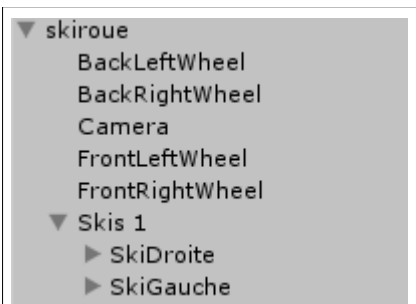 skiroue
BackLeftWheel
BackRightWheel
Camera
FrontLeftWheel
FrontRightWheel
Skis 1
SkiDroite
SkiGauche